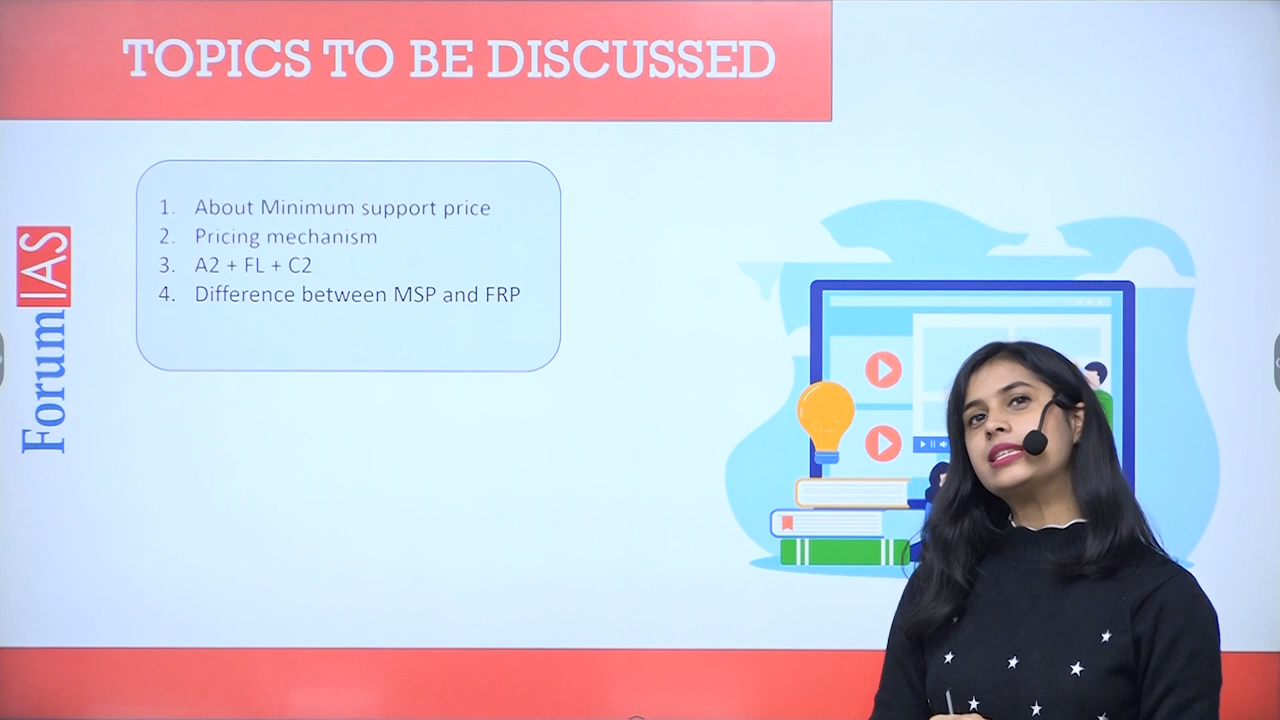 TOPICS TO BE DISCUSSED
1. About Minimum support price
2. Pricing mechanism
3. A2 + FL + C2
4. Difference between MSP and FRP
ForumIAS